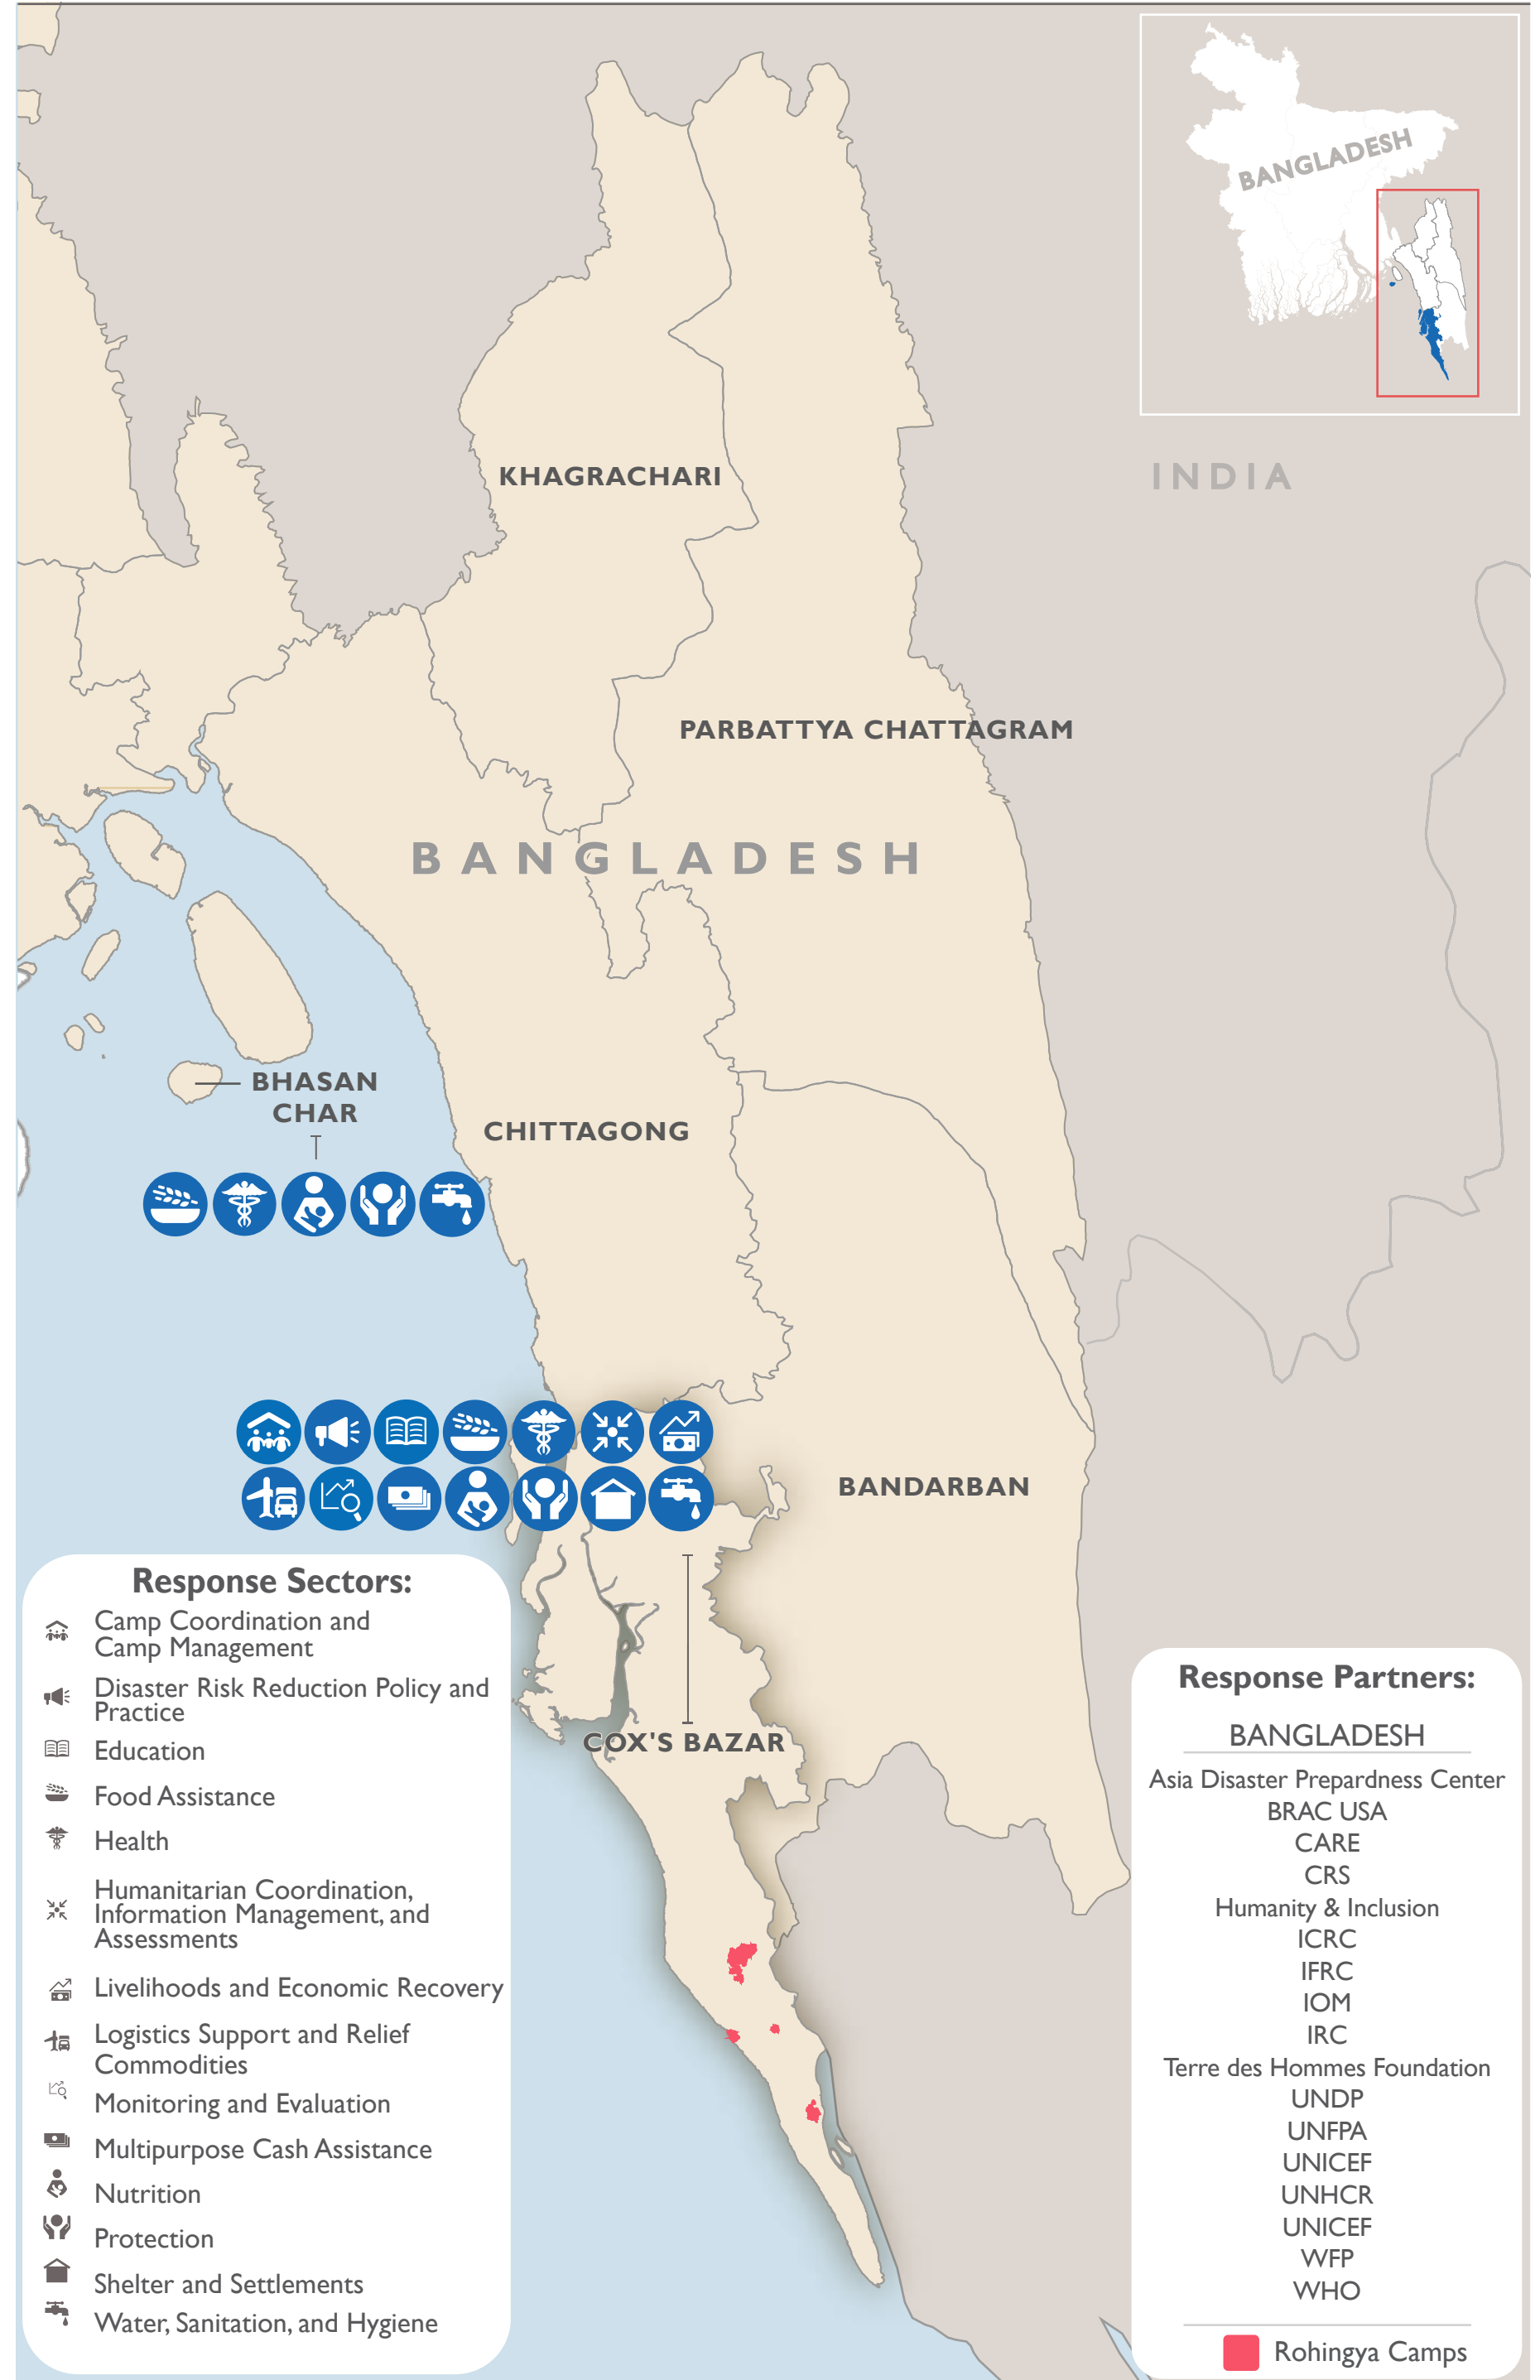 BANGLADESH
INDIA
KHAGRACHARI
PARBATTYA CHATTAGRAM
BANGLADESH
BHASAN
CHAR
CHITTAGONG
BANDARBAN
COX'S BAZAR
Response Sectors:
Camp Coordination and
Camp Management
Disaster Risk Reduction Policy and
Practice
Education
Food Assistance
Health
Humanitarian Coordination,
Information Management, and
Assessments
Livelihoods and Economic Recovery
Logistics Support and Relief
Commodities
Monitoring and Evaluation
Multipurpose Cash Assistance
Nutrition
Protection
Shelter and Settlements
Water, Sanitation, and Hygiene
Response Partners:
BANGLADESH
Asia Disaster Prepardness Center
BRAC USA
CARE
CRS
Humanity & Inclusion
ICRC
IFRC
IOM
IRC
Terre des Hommes Foundation
UNDP
UNFPA
UNICEF
UNHCR
UNICEF
WFP
WHO
Rohingya Camps